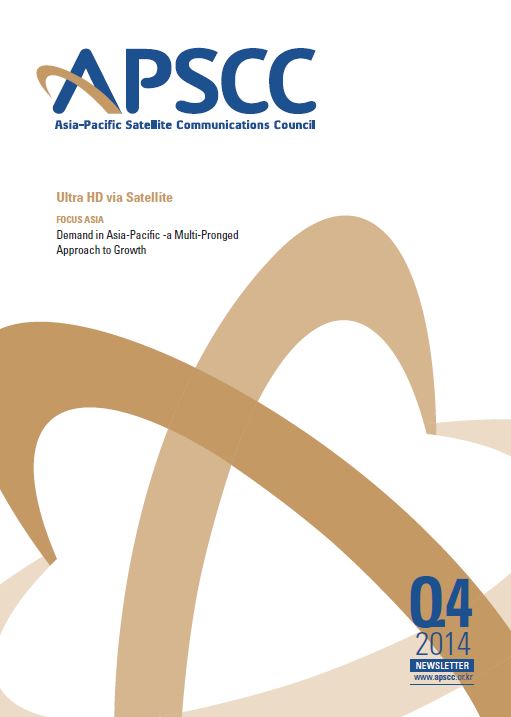 APSCC
Asia-Pacific Satellite Communications Council
Ultra HD via Satellite
FOCUS ASIA
Demand in Asia-Pacific -a Multi-Pronged
Approach to Growth
Q4
2014
NEWSLETTER
www.apscc.or.kr